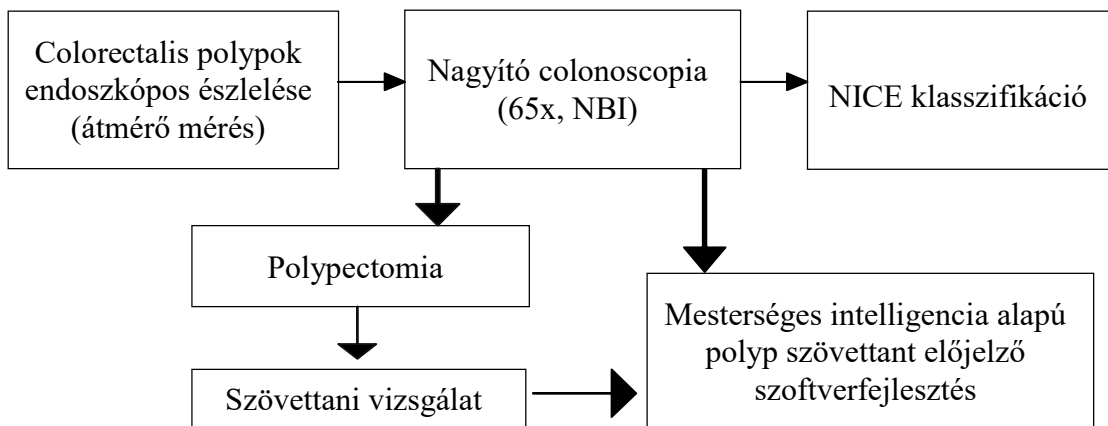 Colorectalis polypok
endoszkópos észlelése
(átmérő mérés)
Nagyító colonoscopia
(65x, NBI)
NICE klasszifikáció
Polypectomia
Szövettani vizsgálat
Mesterséges intelligencia alapú
polyp szövettant előjelző
szoftverfejlesztés